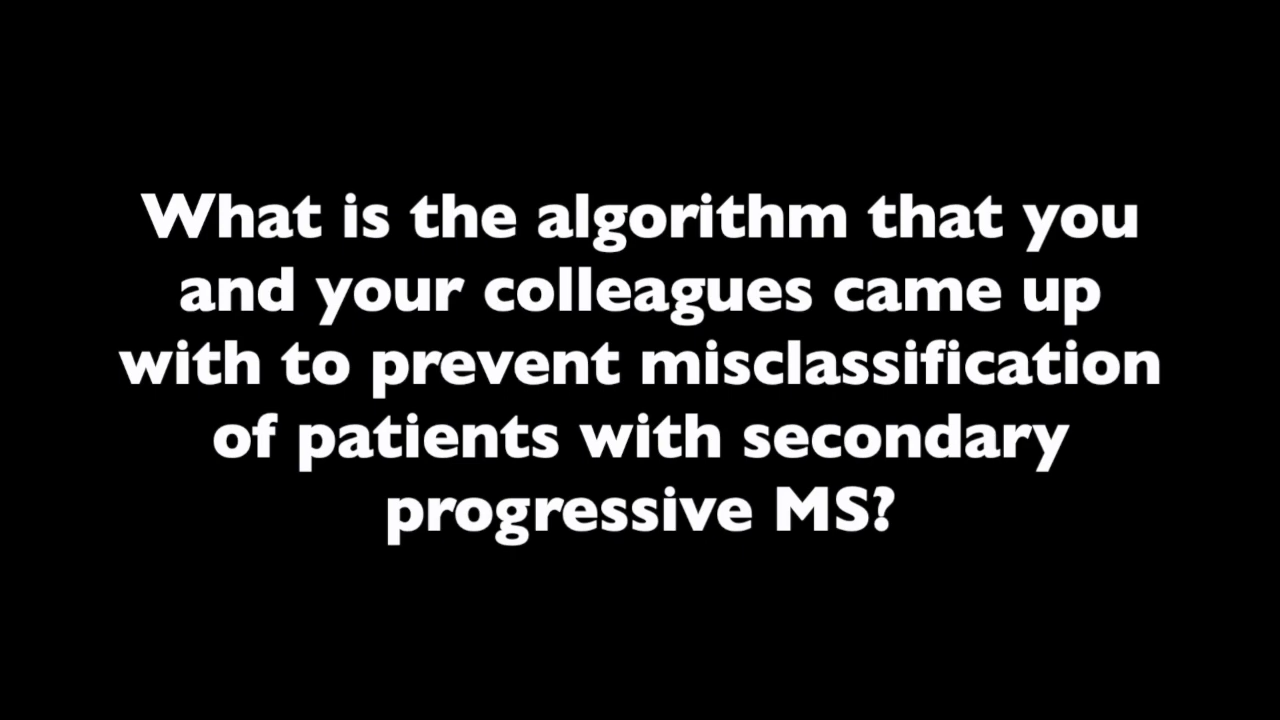 What is the algorithm that you
and your colleagues came up
with to prevent misclassification
of patients with secondary
progressive MS?